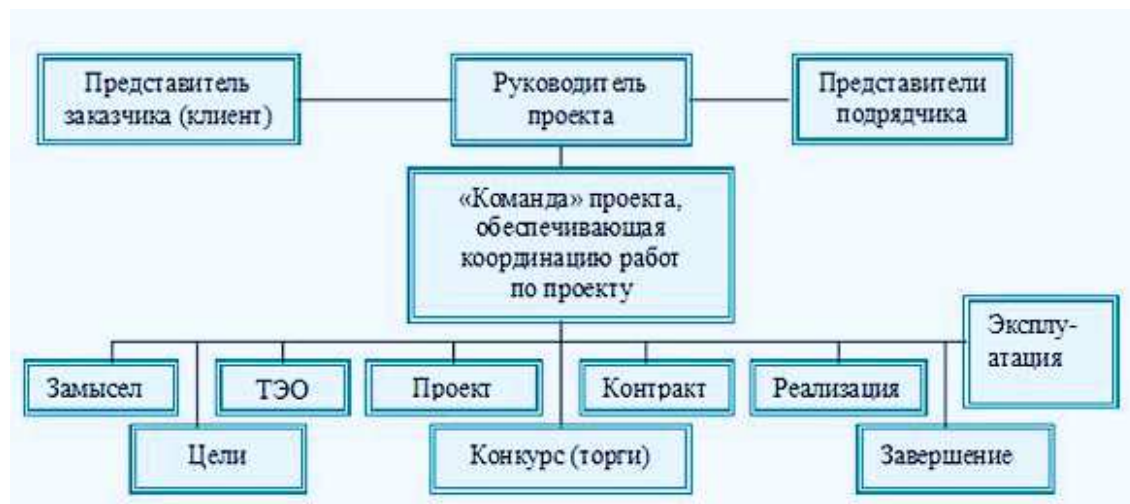 Представитель
заказчика (клиент)
Руководитель
проекта
Представители
подрядчика
«Команда» проекта,
обеспечивающая
координацию работ
по проекту
Эксплу-
атация
Замысел
ТЭО
Проект
Контракт
Реализация
Цели
Конкурс (торги)
Завершение